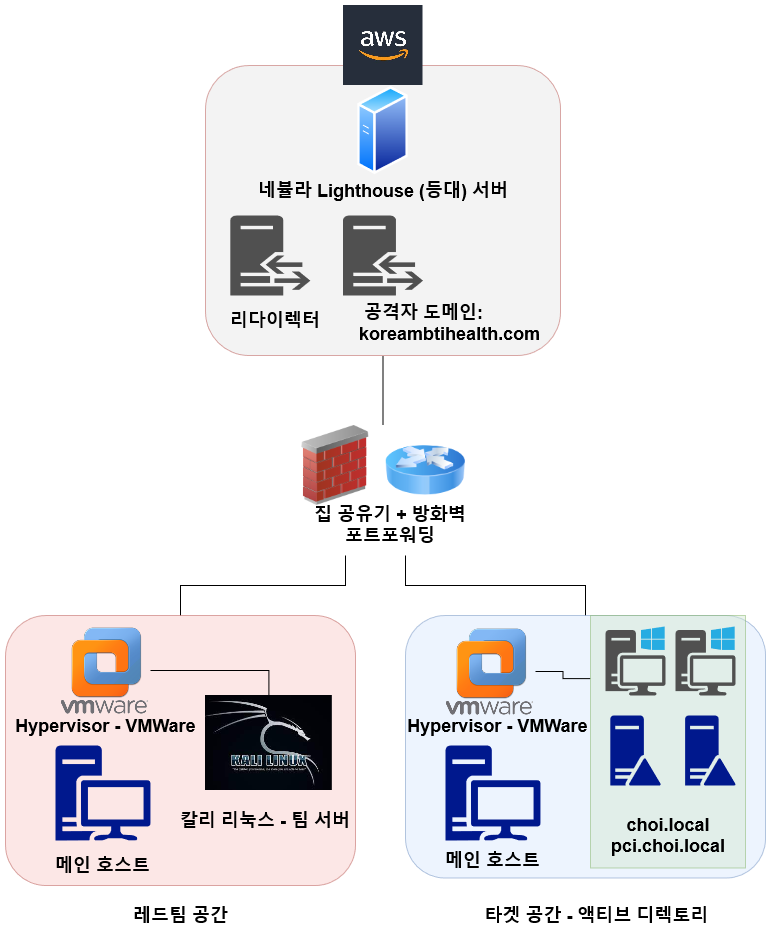 aws
네뷸라 Lighthouse (등대) 서버
리다이렉터
공격자 도메인:
koreambtihealth.com
집 공유기 + 방화벽
포트포워딩
vmware
Hypervisor - VMWare
KALI LINUX
칼리 리눅스 - 팀 서버
메인 호스트
레드팀 공간
vmware
Hypervisor - VMWare
메인 호스트
choi.local
pci.choi.local
타겟 공간 - 액티브 디렉토리